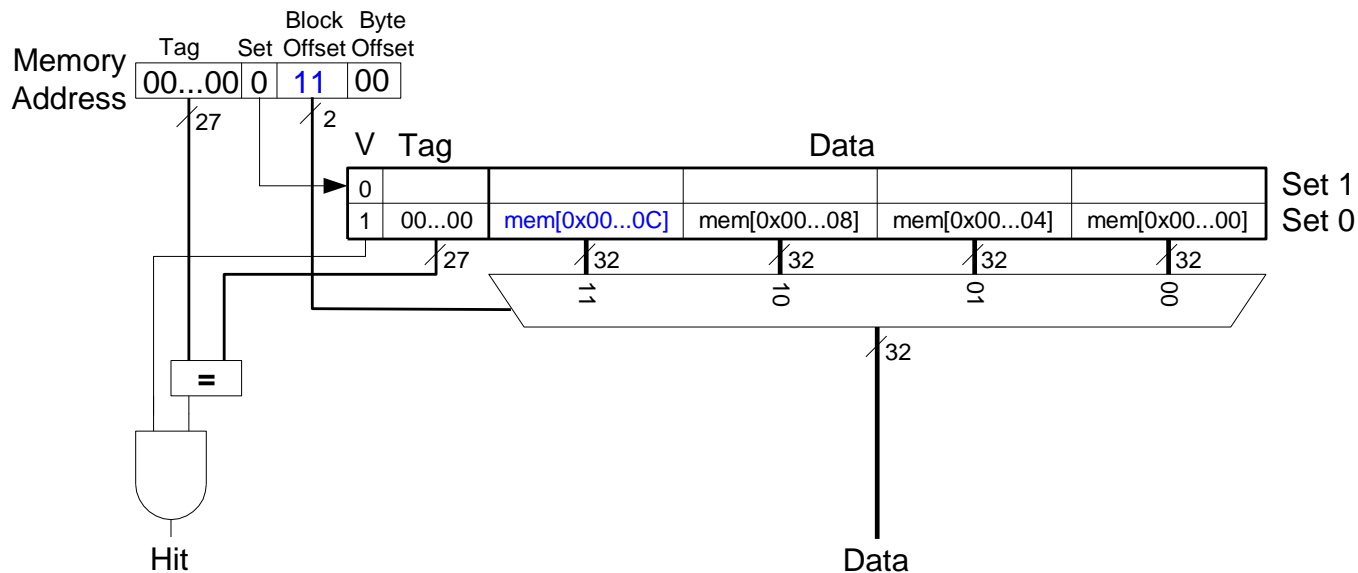 Block Byte
Tag Set Offset Offset
Memory Address
00...00 0 11 00
27 2
V Tag Data
0 Set 1
1 00...00 mem[0x00...0C] mem[0x00...08] mem[0x00...04] mem[0x00...00] Set 0
27 32 32 32 32
11 10 01 00
32
=
Hit Data